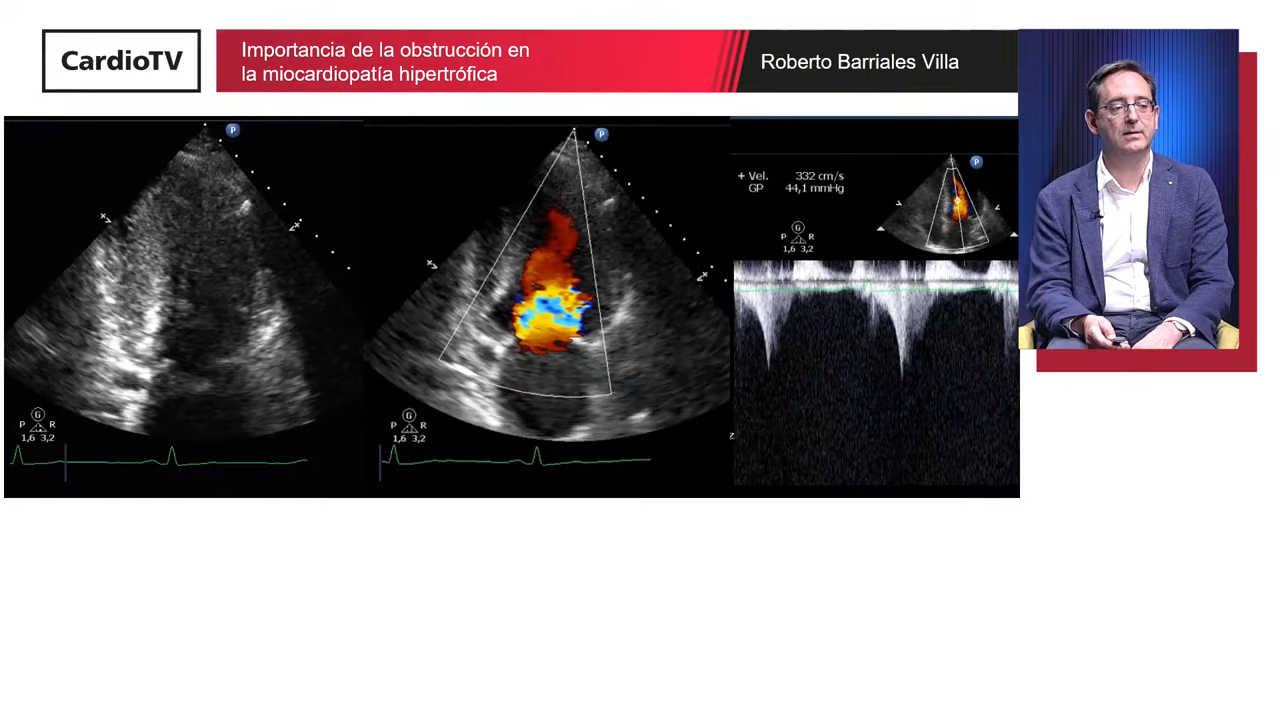 CardioTV
Importancia de la obstrucción en
la miocardiopatía hipertrófica
Roberto Barriales Villa
P
G
P R
1,6 3,2
P
G
P R
1,6 3,2
P
+ Vel. 332 cm/s
GP 44,1 mmHg
G
P R
1,6 3,2